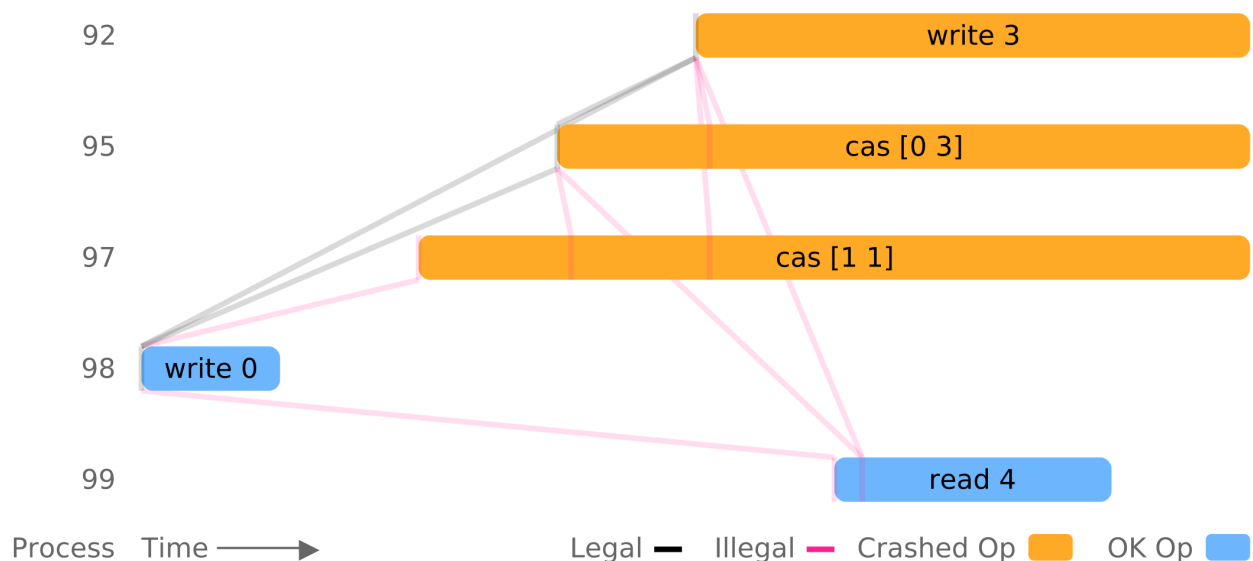 92 write 3
95 cas [0 3]
97 cas [1 1]
98 write 0
99 read 4
Process Time Legal Illegal Crashed Op OK Op